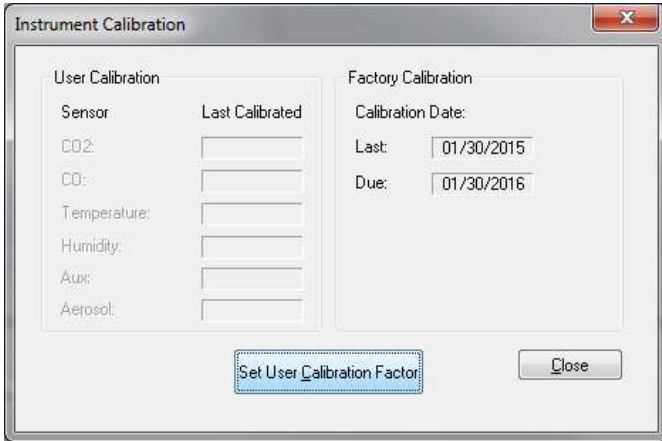 Instrument Calibration
User Calibration
Sensor Last Calibrated
CO2:
CO:
Temperature:
Humidity:
Aux:
Aerosol:
Factory Calibration
Calibration Date:
Last: 01/30/2015
Due: 01/30/2016
Set User Calibration Factor
Close